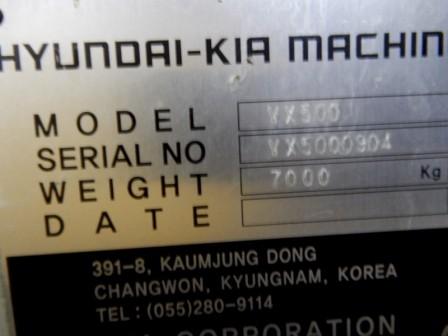 HYUNDAI-KIA MACHIN
MODEL VX500
SERIAL NO VX5000904
WEIGHT 7000 Kg
DATE
391-8, KAUMJUNG DONG
CHANGWON, KYUNGNAM, KOREA
TEL : (055)280-9114
CORPORATION